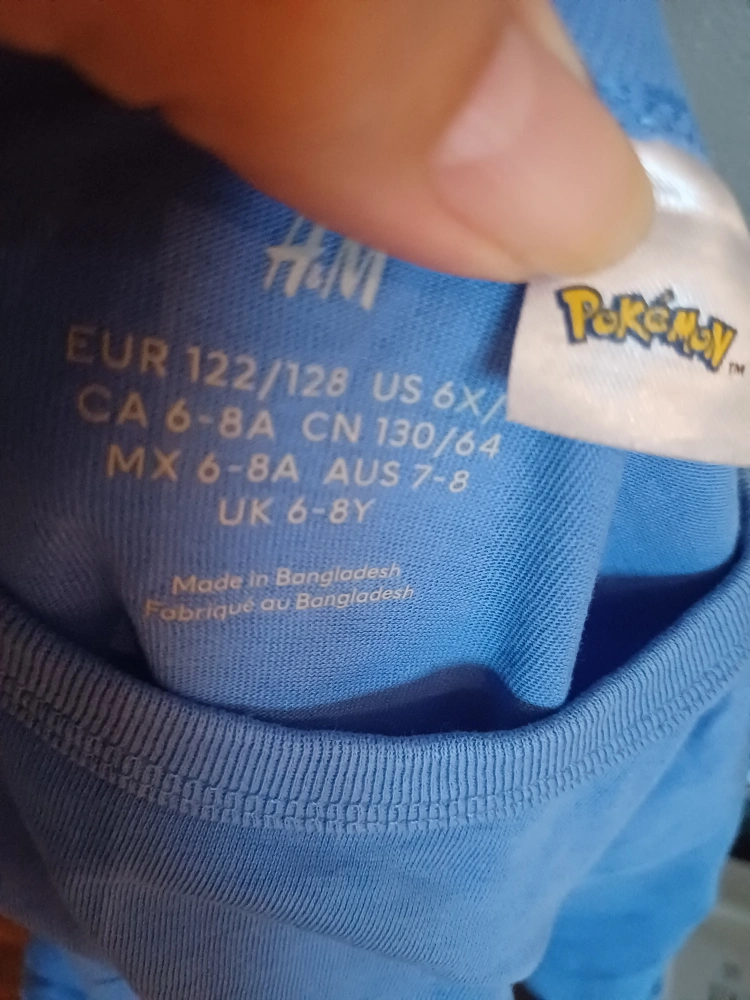 H&M
EUR 122/128 US 6X/
CA 6-8A CN 130/64
MX 6-8A AUS 7-8
UK 6-8Y
Made in Bangladesh
Fabriqué au Bangladesh
POKéMON™